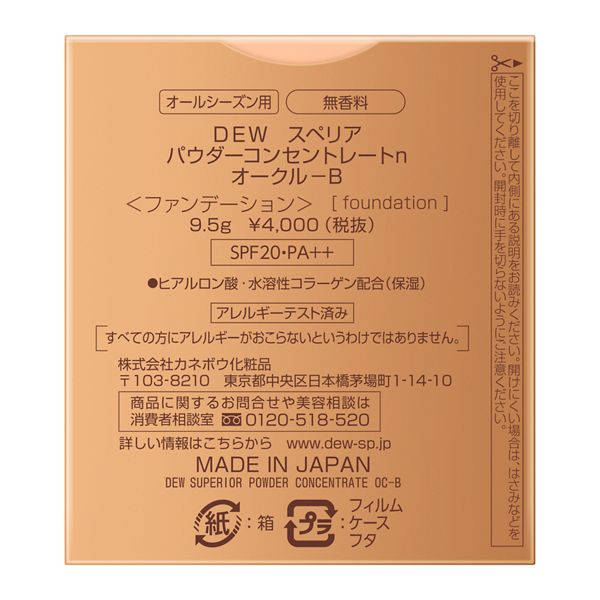 オールシーズン用 無香料
DEW スペリア
パウダーコンセントレートn
オークル－B
＜ファンデーション＞ [foundation]
9.5g ¥4,000（税抜）
SPF20・PA++
●ヒアルロン酸・水溶性コラーゲン配合（保湿）
アレルギーテスト済み
すべての方にアレルギーがおこらないというわけではありません。
株式会社カネボウ化粧品
〒103-8210 東京都中央区日本橋茅場町1-14-10
商品に関するお問合せや美容相談は
消費者相談室 0120-518-520
詳しい情報はこちらから www.dew-sp.jp
MADE IN JAPAN
DEW SUPERIOR POWDER CONCENTRATE OC-B
紙：箱 プラ：フィルム
ケース
フタ
ここを切り離して内側にある説明をお読みください。開けにくい場合は、はさみなどを
使用してください。開封時に手を切らないようにご注意ください。